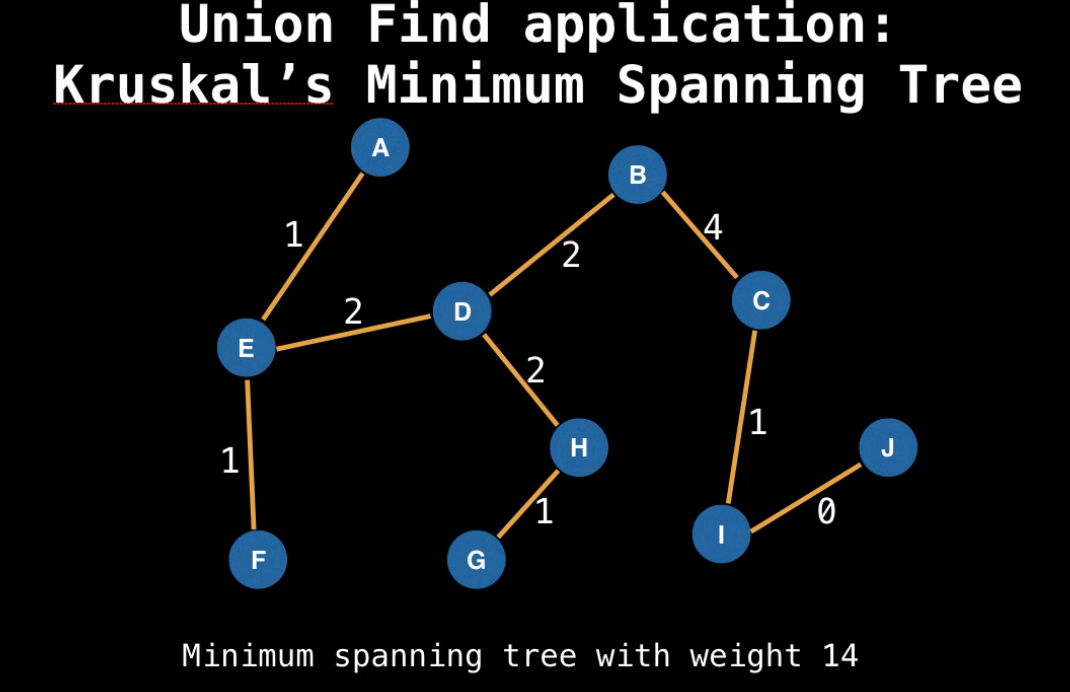 Union Find application:
Kruskal’s Minimum Spanning Tree
A
B
1
4
2
C
2
D
E
2
1
H
J
1
1
0
I
F
G
Minimum spanning tree with weight 14